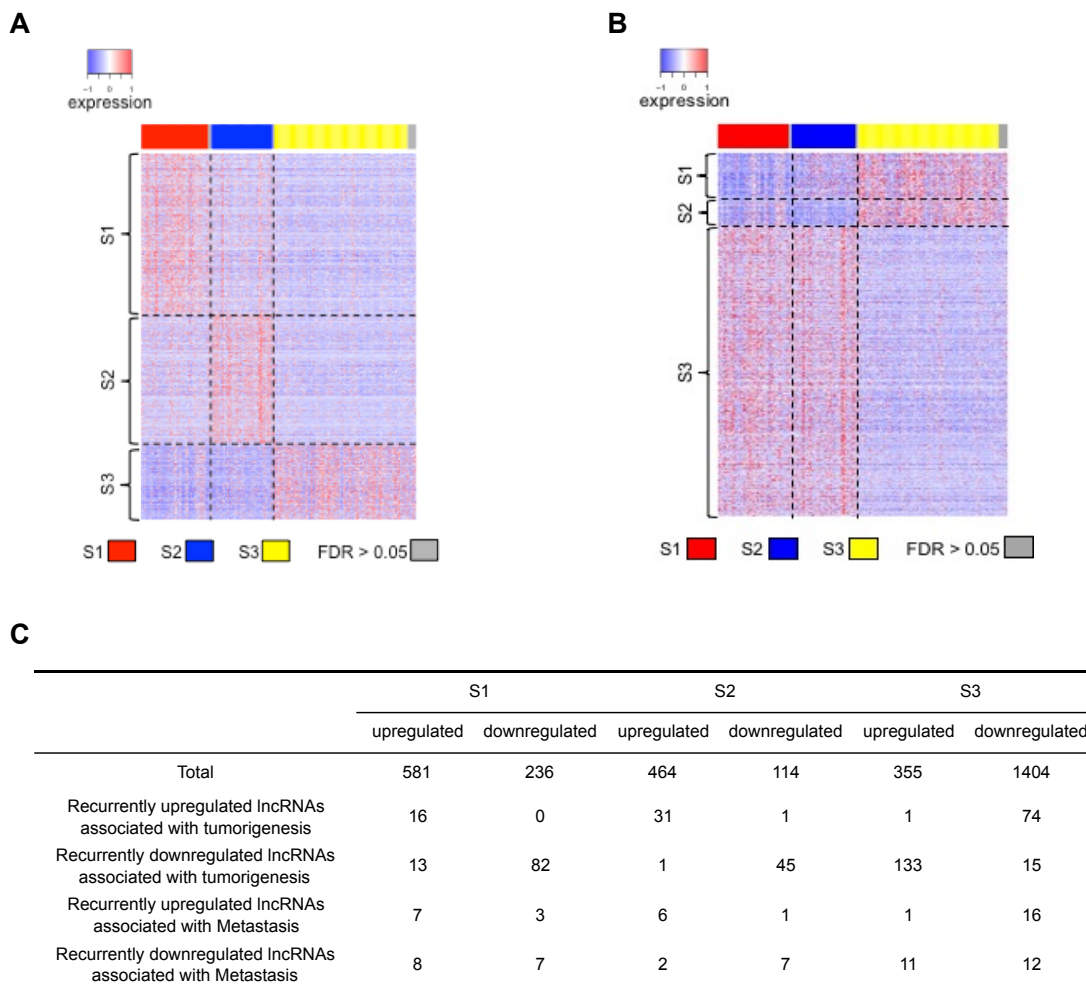 A
B
-1 0 1
expression
-1 0 1
expression
S1
S2
S3
S1
S2
S3
S1 S2 S3 FDR > 0.05
S1 S2 S3 FDR > 0.05
C
S1 S2 S3
upregulated downregulated upregulated downregulated upregulated downregulated
Total 581 236 464 114 355 1404
Recurrently upregulated lncRNAs
associated with tumorigenesis 16 0 31 1 1 74
Recurrently downregulated lncRNAs
associated with tumorigenesis 13 82 1 45 133 15
Recurrently upregulated lncRNAs
associated with Metastasis 7 3 6 1 1 16
Recurrently downregulated lncRNAs
associated with Metastasis 8 7 2 7 11 12